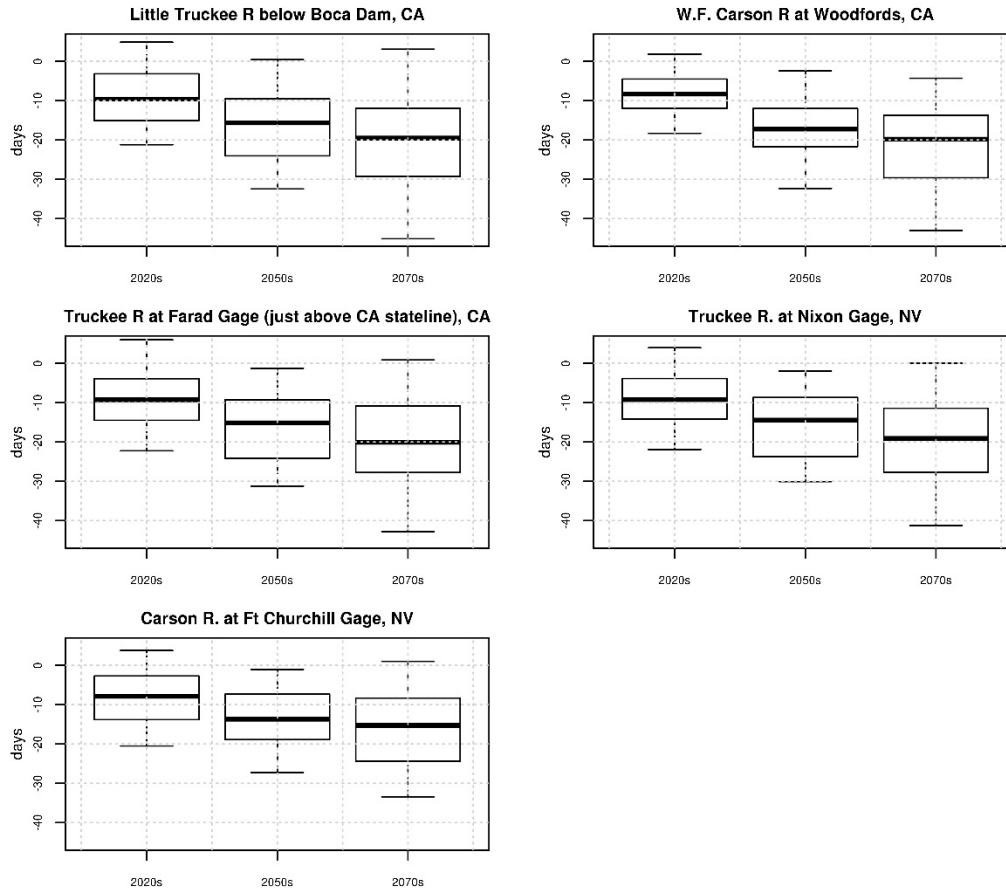 Little Truckee R below Boca Dam, CA
days
0
-10
-20
-30
-40
2020s
2050s
2070s
W.F. Carson R at Woodfords, CA
days
0
-10
-20
-30
-40
2020s
2050s
2070s
Truckee R at Farad Gage (just above CA stateline), CA
days
0
-10
-20
-30
-40
2020s
2050s
2070s
Truckee R. at Nixon Gage, NV
days
0
-10
-20
-30
-40
2020s
2050s
2070s
Carson R. at Ft Churchill Gage, NV
days
0
-10
-20
-30
-40
2020s
2050s
2070s